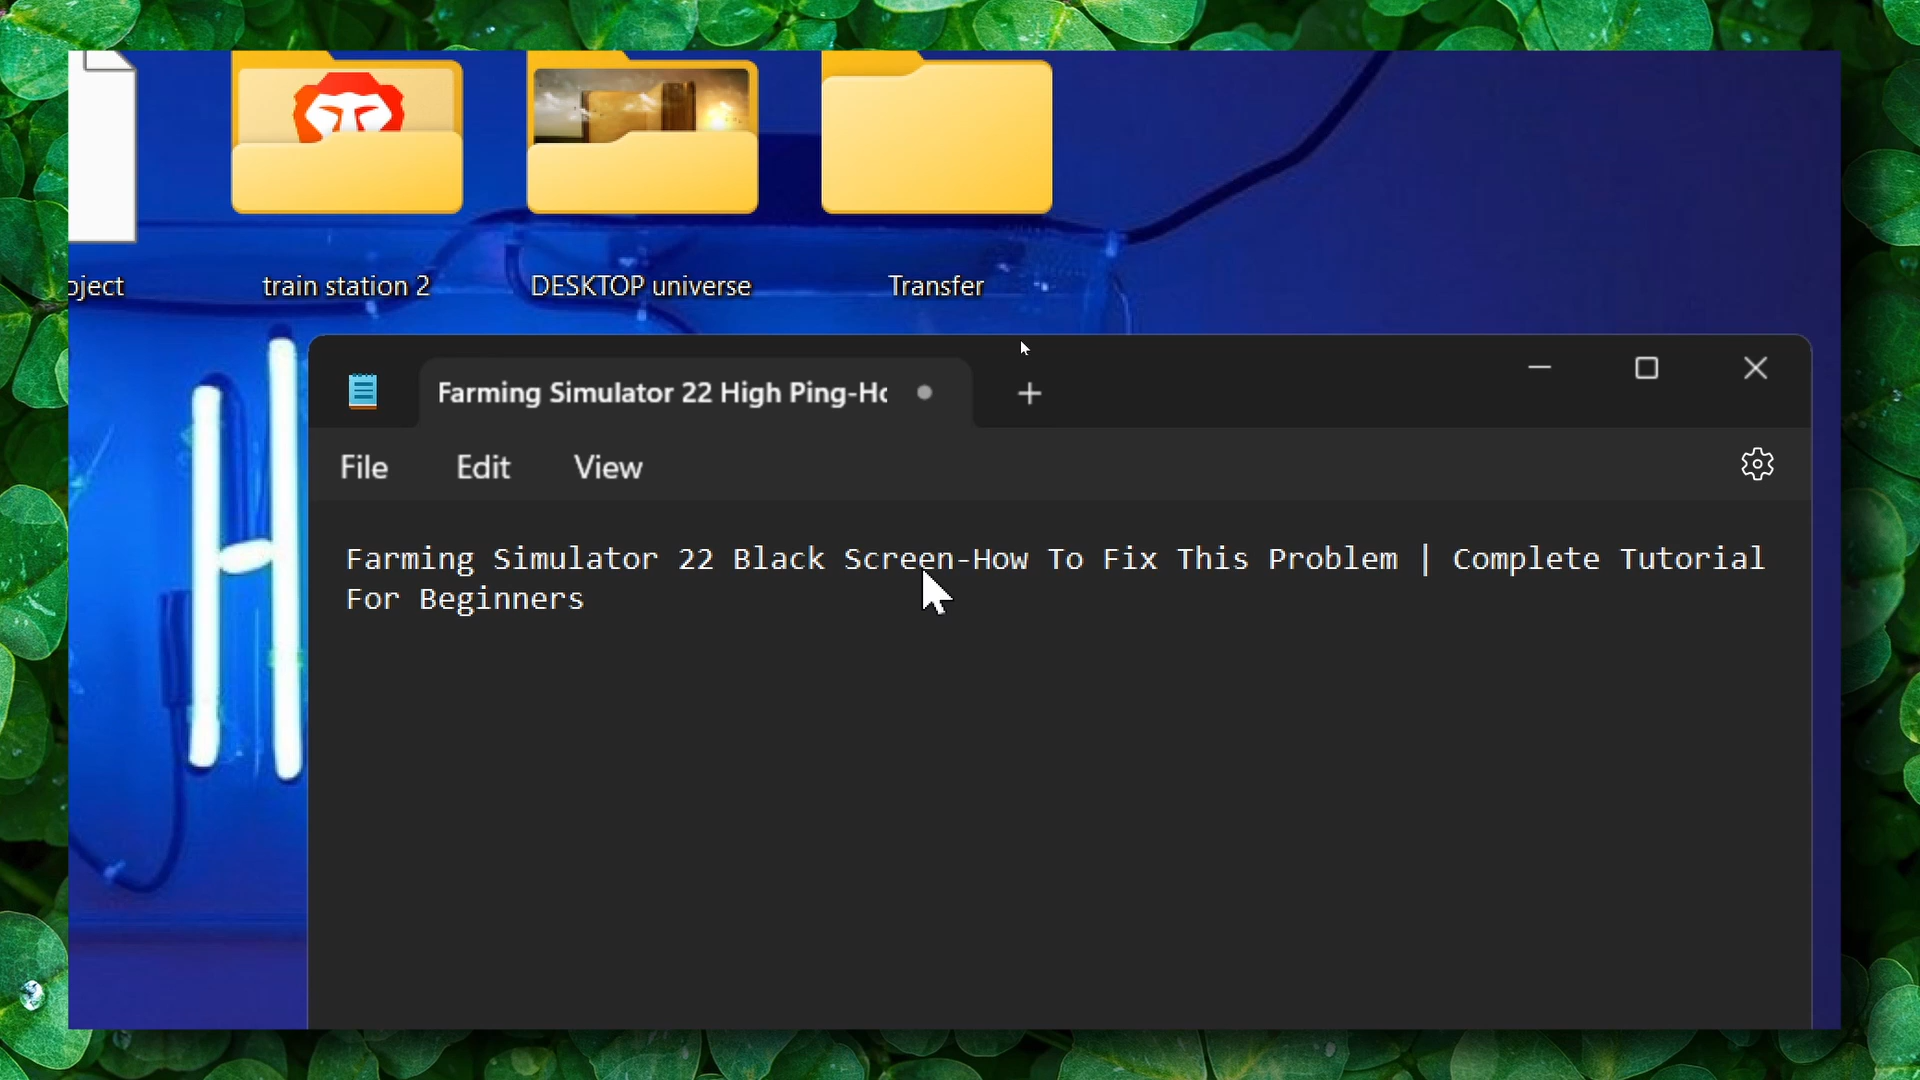 oject
train station 2
DESKTOP universe
Transfer
Farming Simulator 22 High Ping-Ho
File
Edit
View
Farming Simulator 22 Black Screen-How To Fix This Problem | Complete Tutorial
For Beginners